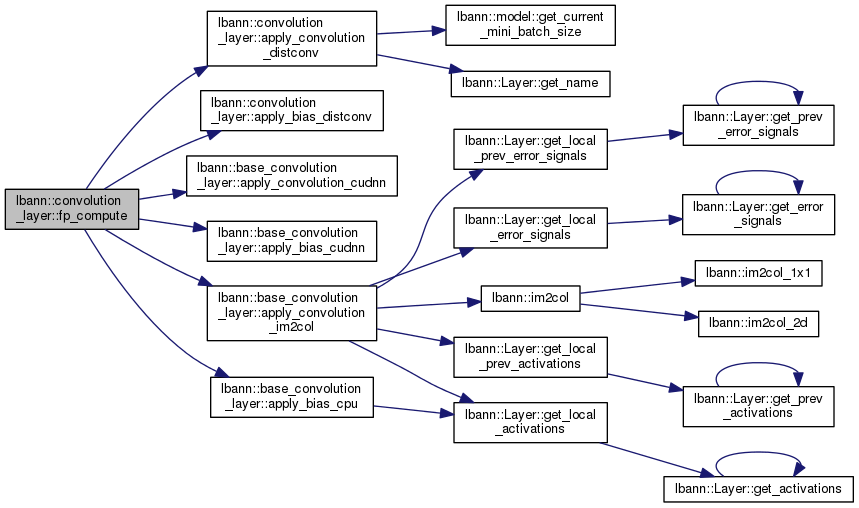 lbann::convolution
_layer::fp_compute
lbann::convolution
_layer::apply_convolution
_distconv
lbann::model::get_current
_mini_batch_size
lbann::Layer::get_name
lbann::convolution
_layer::apply_bias_distconv
lbann::base_convolution
_layer::apply_convolution_cudnn
lbann::base_convolution
_layer::apply_bias_cudnn
lbann::base_convolution
_layer::apply_convolution
_im2col
lbann::Layer::get_local
_prev_error_signals
lbann::Layer::get_prev
_error_signals
lbann::Layer::get_local
_error_signals
lbann::Layer::get_error
_signals
lbann::im2col
lbann::im2col_1x1
lbann::im2col_2d
lbann::Layer::get_local
_prev_activations
lbann::Layer::get_prev
_activations
lbann::base_convolution
_layer::apply_bias_cpu
lbann::Layer::get_local
_activations
lbann::Layer::get_activations